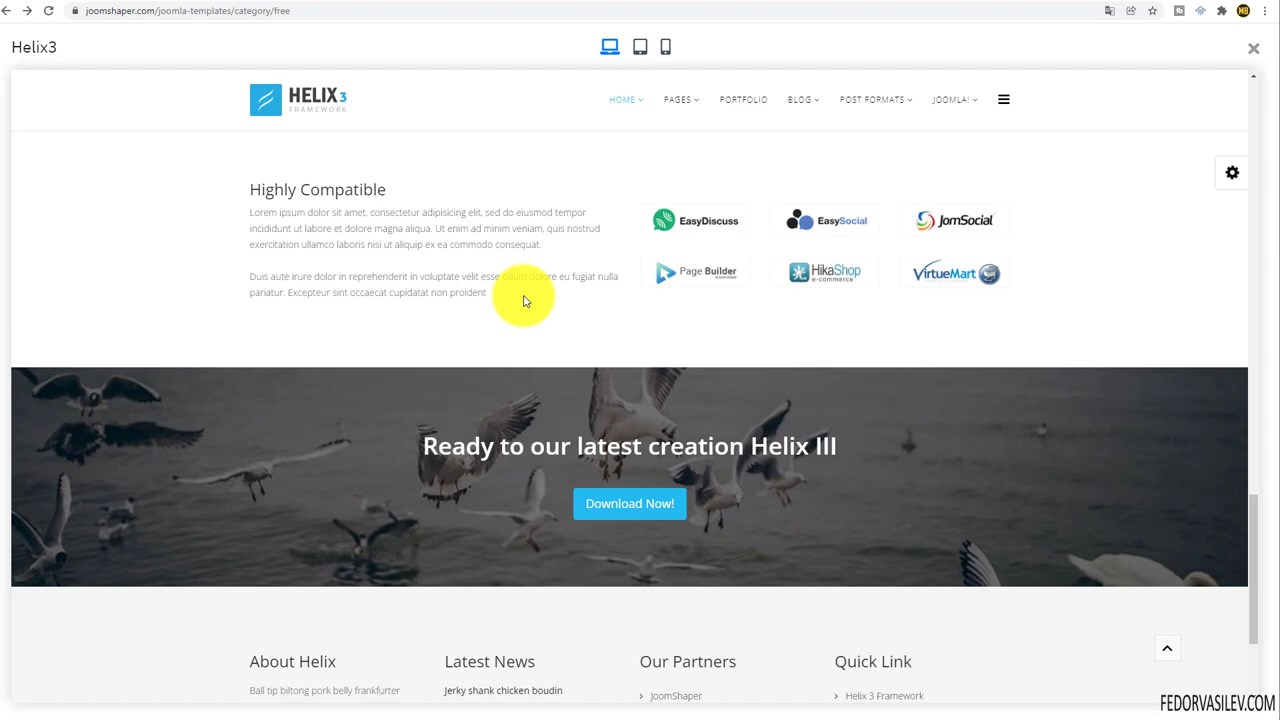 joomshaper.com/joomla-templates/category/free
MB
Helix3
HELIX 3
FRAMEWORK
HOME PAGES PORTFOLIO BLOG POST FORMATS JOOMLA!
Highly Compatible
Lorem ipsum dolor sit amet, consectetur adipisicing elit, sed do eiusmod tempor
incididunt ut labore et dolore magna aliqua. Ut enim ad minim veniam, quis nostrud
exercitation ullamco laboris nisi ut aliquip ex ea commodo consequat.
Duis aute irure dolor in reprehenderit in voluptate velit esse cillum dolore eu fugiat nulla
pariatur. Excepteur sint occaecat cupidatat non proident
EasyDiscuss EasySocial JomSocial
Page Builder HikaShop e-commerce VirtueMart
Ready to our latest creation Helix III
Download Now!
About Helix Latest News Our Partners Quick Link
Ball tip biltong pork belly frankfurter Jerky shank chicken boudin JoomShaper Helix 3 Framework
FEDORVASILEV.COM